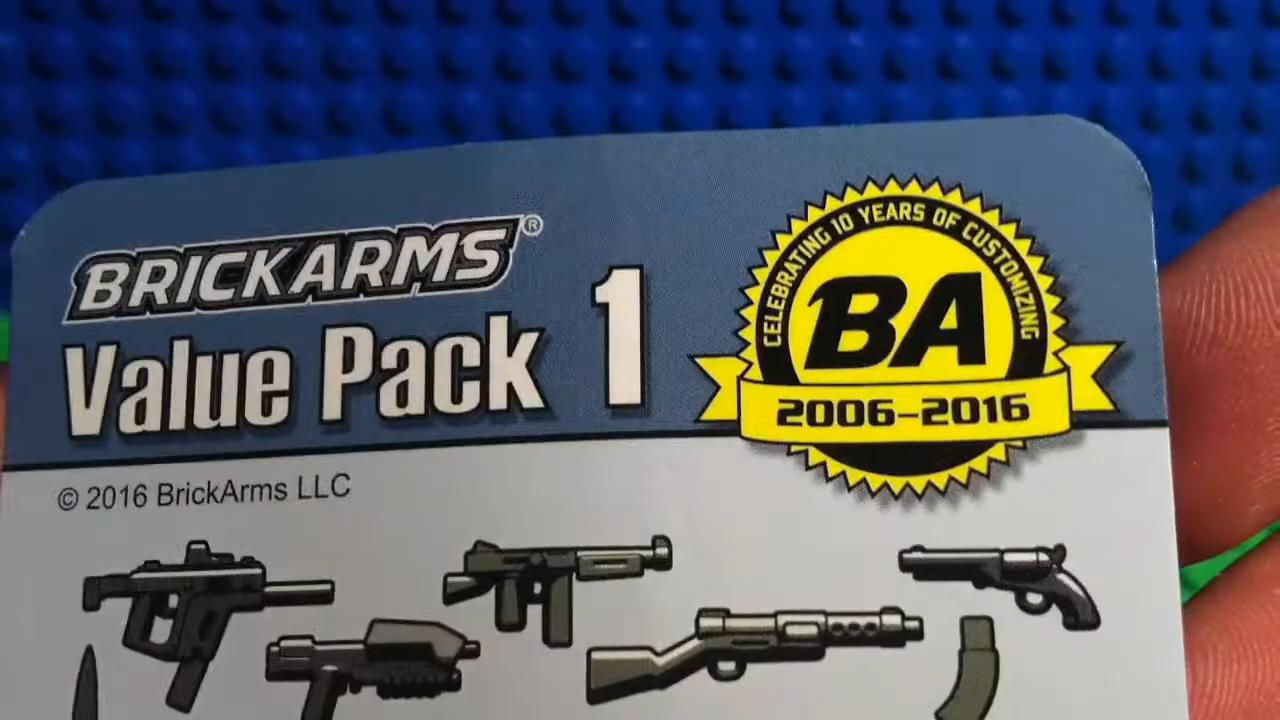 BRICKARMS®
Value Pack 1
CELEBRATING 10 YEARS OF CUSTOMIZING
BA
2006-2016
© 2016 BrickArms LLC